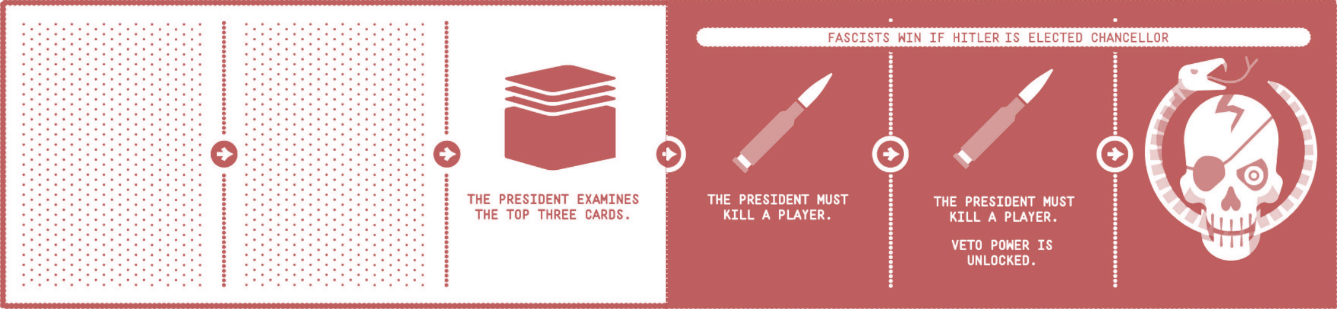 FASCISTS WIN IF HITLER IS ELECTED CHANCELLOR
THE PRESIDENT EXAMINES
THE TOP THREE CARDS.
THE PRESIDENT MUST
KILL A PLAYER.
THE PRESIDENT MUST
KILL A PLAYER.
VETO POWER IS
UNLOCKED.